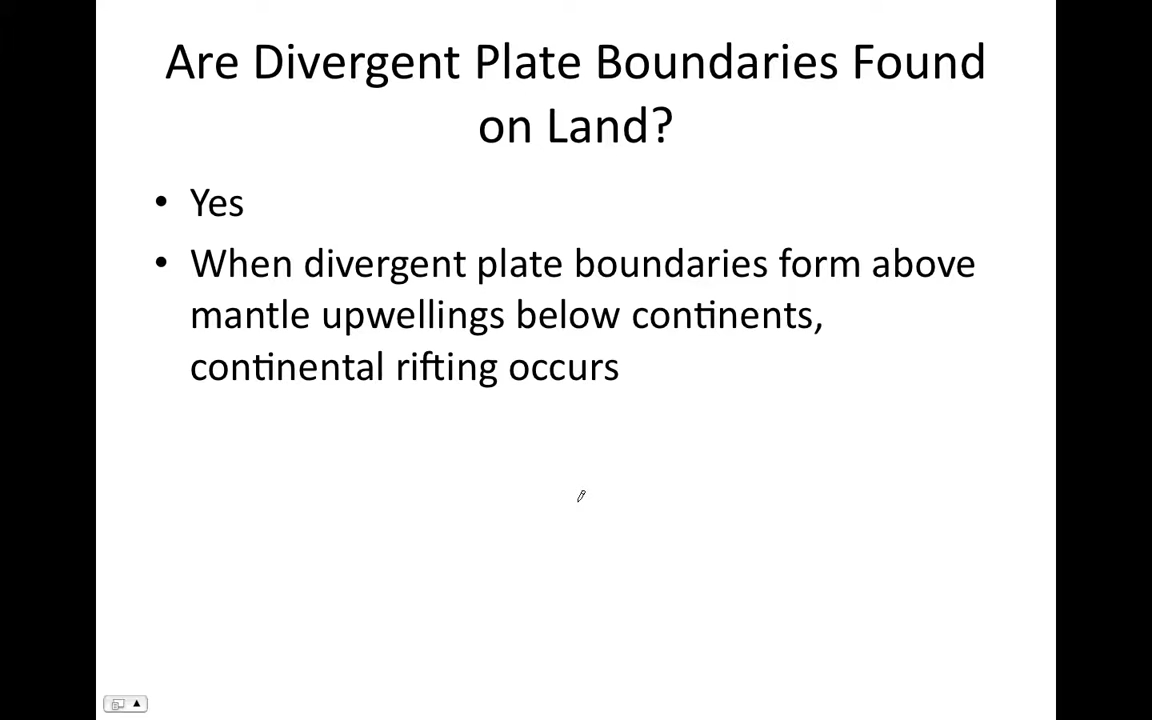 Are Divergent Plate Boundaries Found
on Land?
• Yes
• When divergent plate boundaries form above
mantle upwellings below continents,
continental rifting occurs